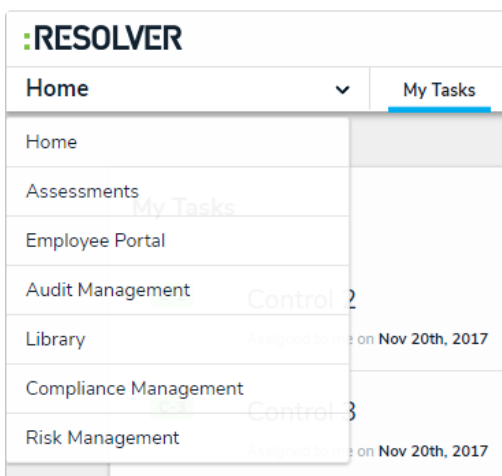 :RESOLVER
Home
My Tasks
Home
Assessments
My Tasks
Employee Portal
Audit Management
Control 2
Library
Assigned to me on Nov 20th, 2017
Compliance Management
C-3
Control 3
Risk Management
Assigned to me on Nov 20th, 2017